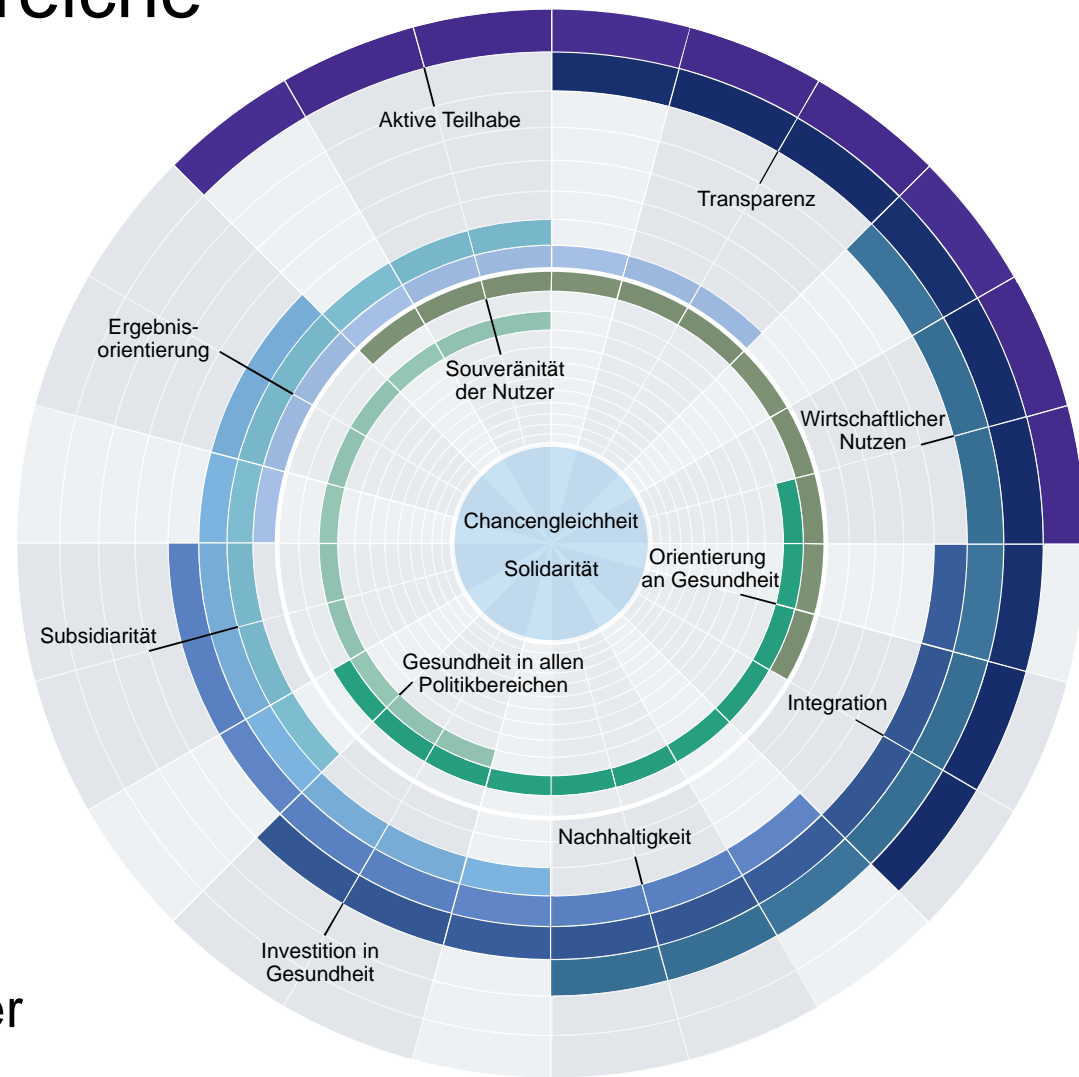 Aktive Teilhabe
Transparenz
Ergebnis-
orientierung
Souveränität
der Nutzer
Wirtschaftlicher
Nutzen
Chancengleichheit
Solidarität
Orientierung
an Gesundheit
Subsidiarität
Gesundheit in allen
Politikbereichen
Integration
Nachhaltigkeit
Investition in
Gesundheit